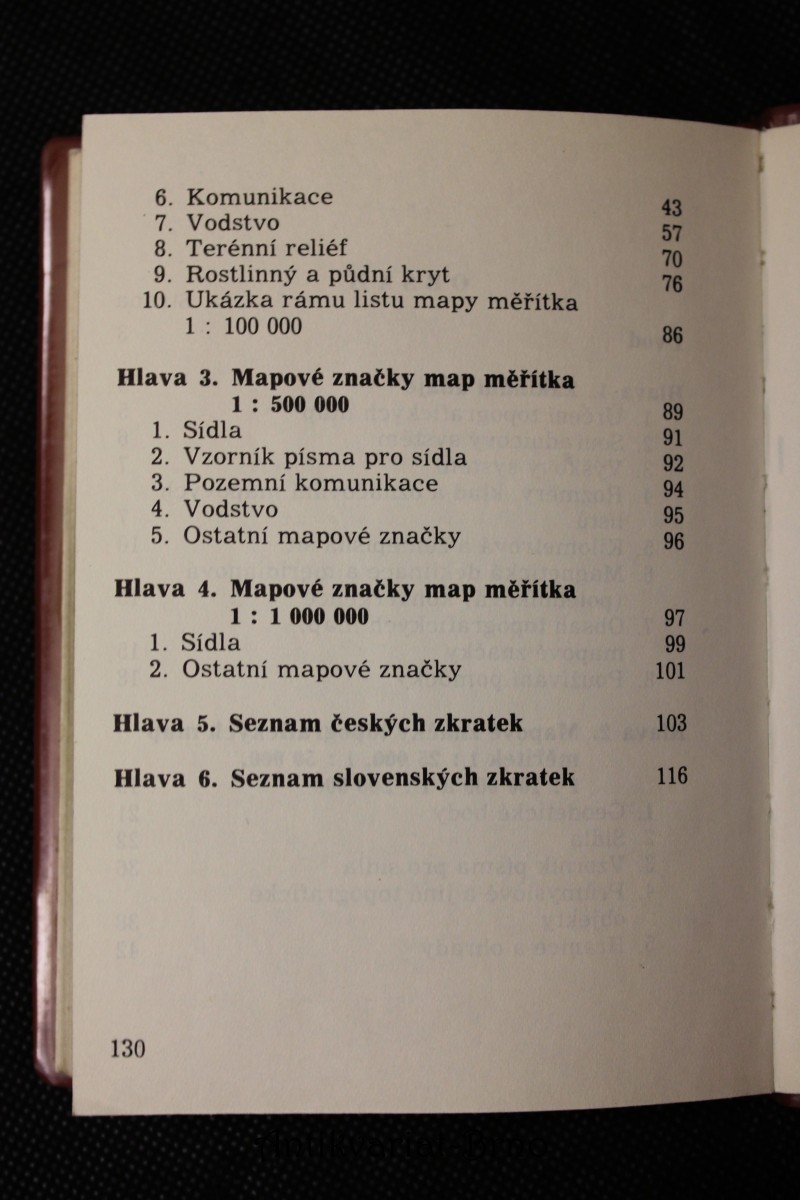 6. Komunikace 43
7. Vodstvo 57
8. Terénní reliéf 70
9. Rostlinný a půdní kryt 76
10. Ukázka rámu listu mapy měřítka
1 : 100 000 86
Hlava 3. Mapové značky map měřítka
1 : 500 000 89
1. Sídla 91
2. Vzorník písma pro sídla 92
3. Pozemní komunikace 94
4. Vodstvo 95
5. Ostatní mapové značky 96
Hlava 4. Mapové značky map měřítka
1 : 1 000 000 97
1. Sídla 99
2. Ostatní mapové značky 101
Hlava 5. Seznam českých zkratek 103
Hlava 6. Seznam slovenských zkratek 116
130